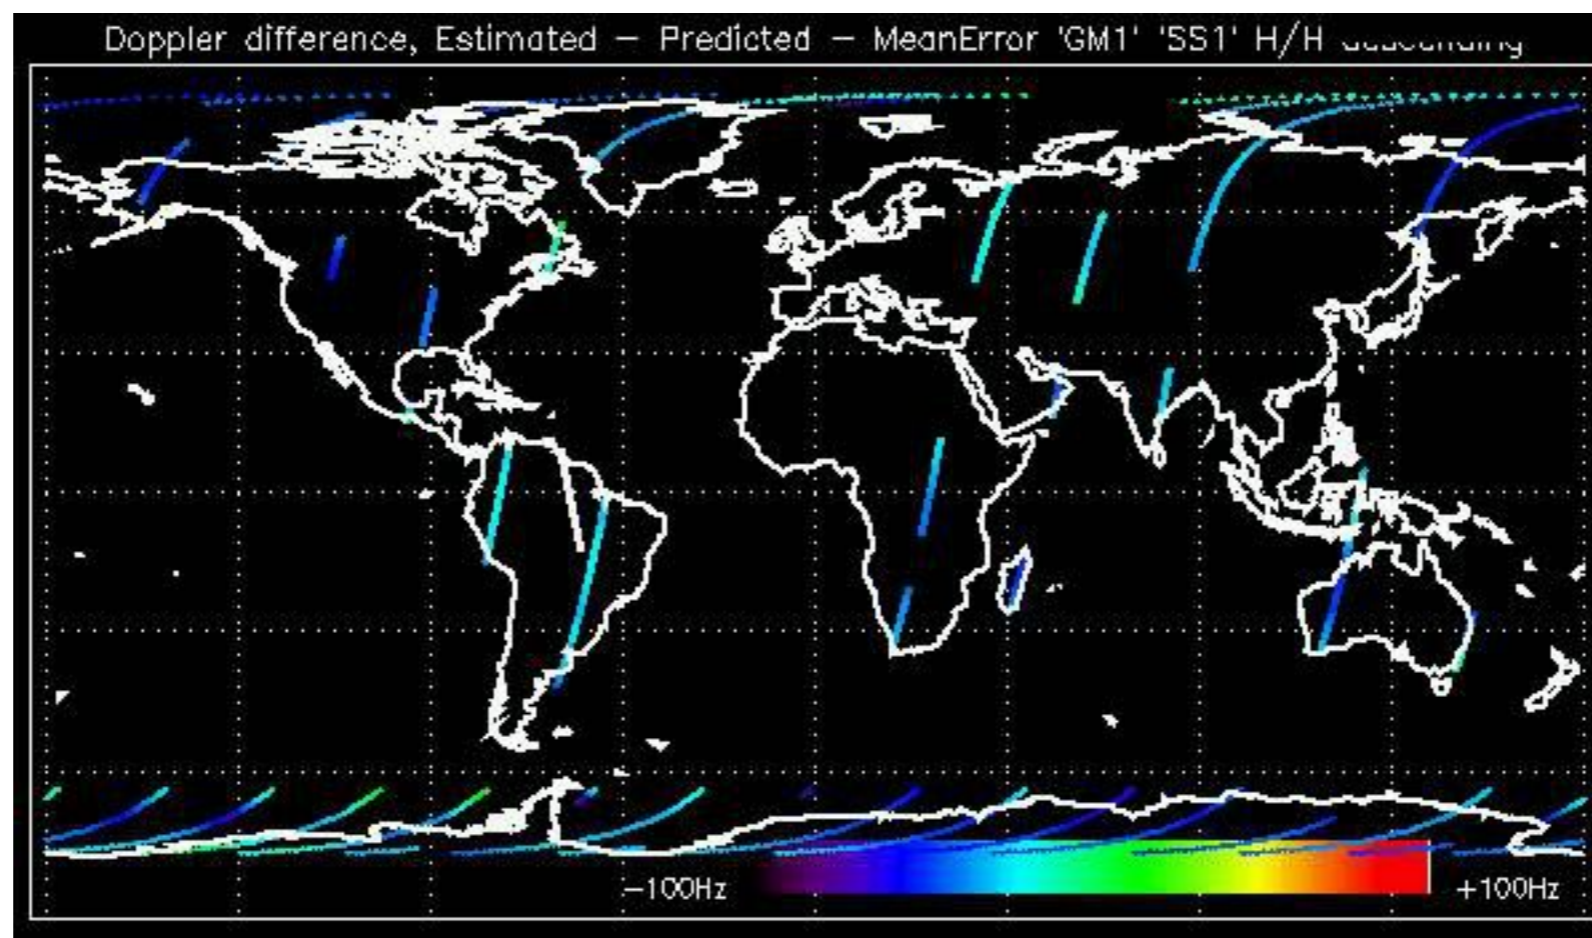 Doppler difference, Estimated – Predicted – MeanError 'GM1' 'SS1' H/H
–100Hz +100Hz